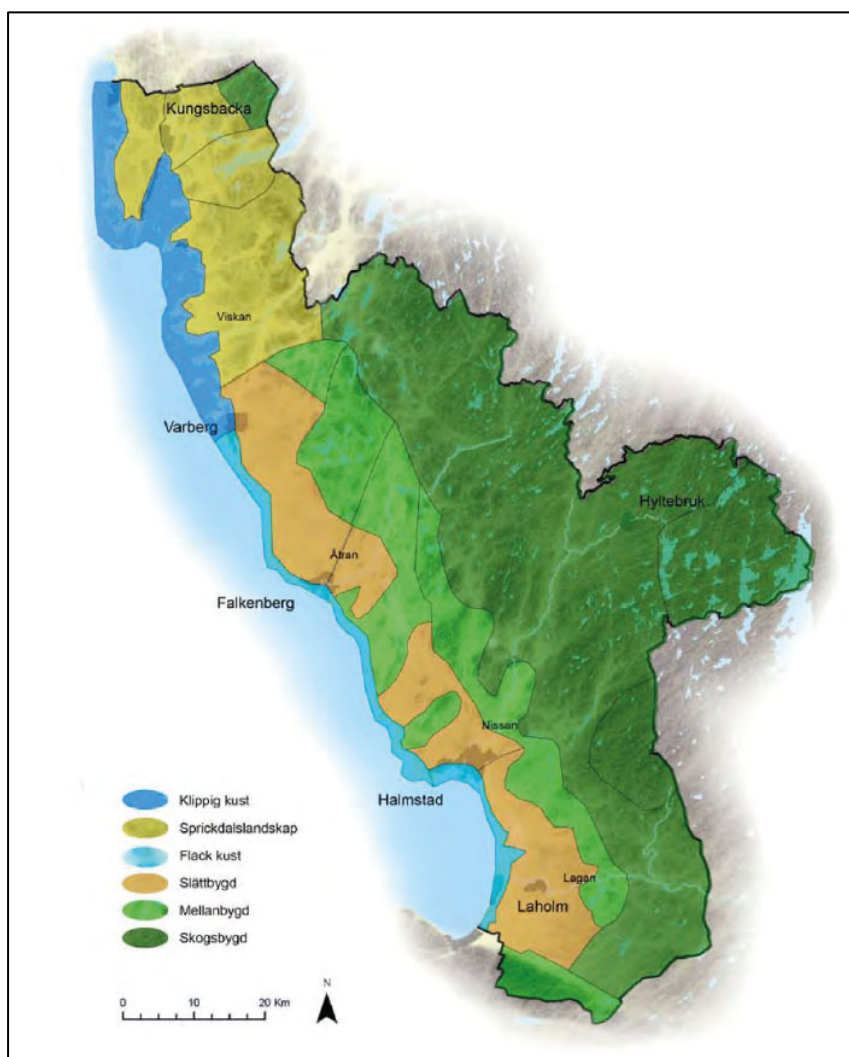 Kungsbacka
Viskan
Varberg
Hyltebruk
Ätran
Falkenberg
Nissan
Halmstad
Lagan
Laholm
Klippig kust
Sprickdalslandskap
Flack kust
Slättbygd
Mellanbygd
Skogsbygd
0 10 20 Km
N